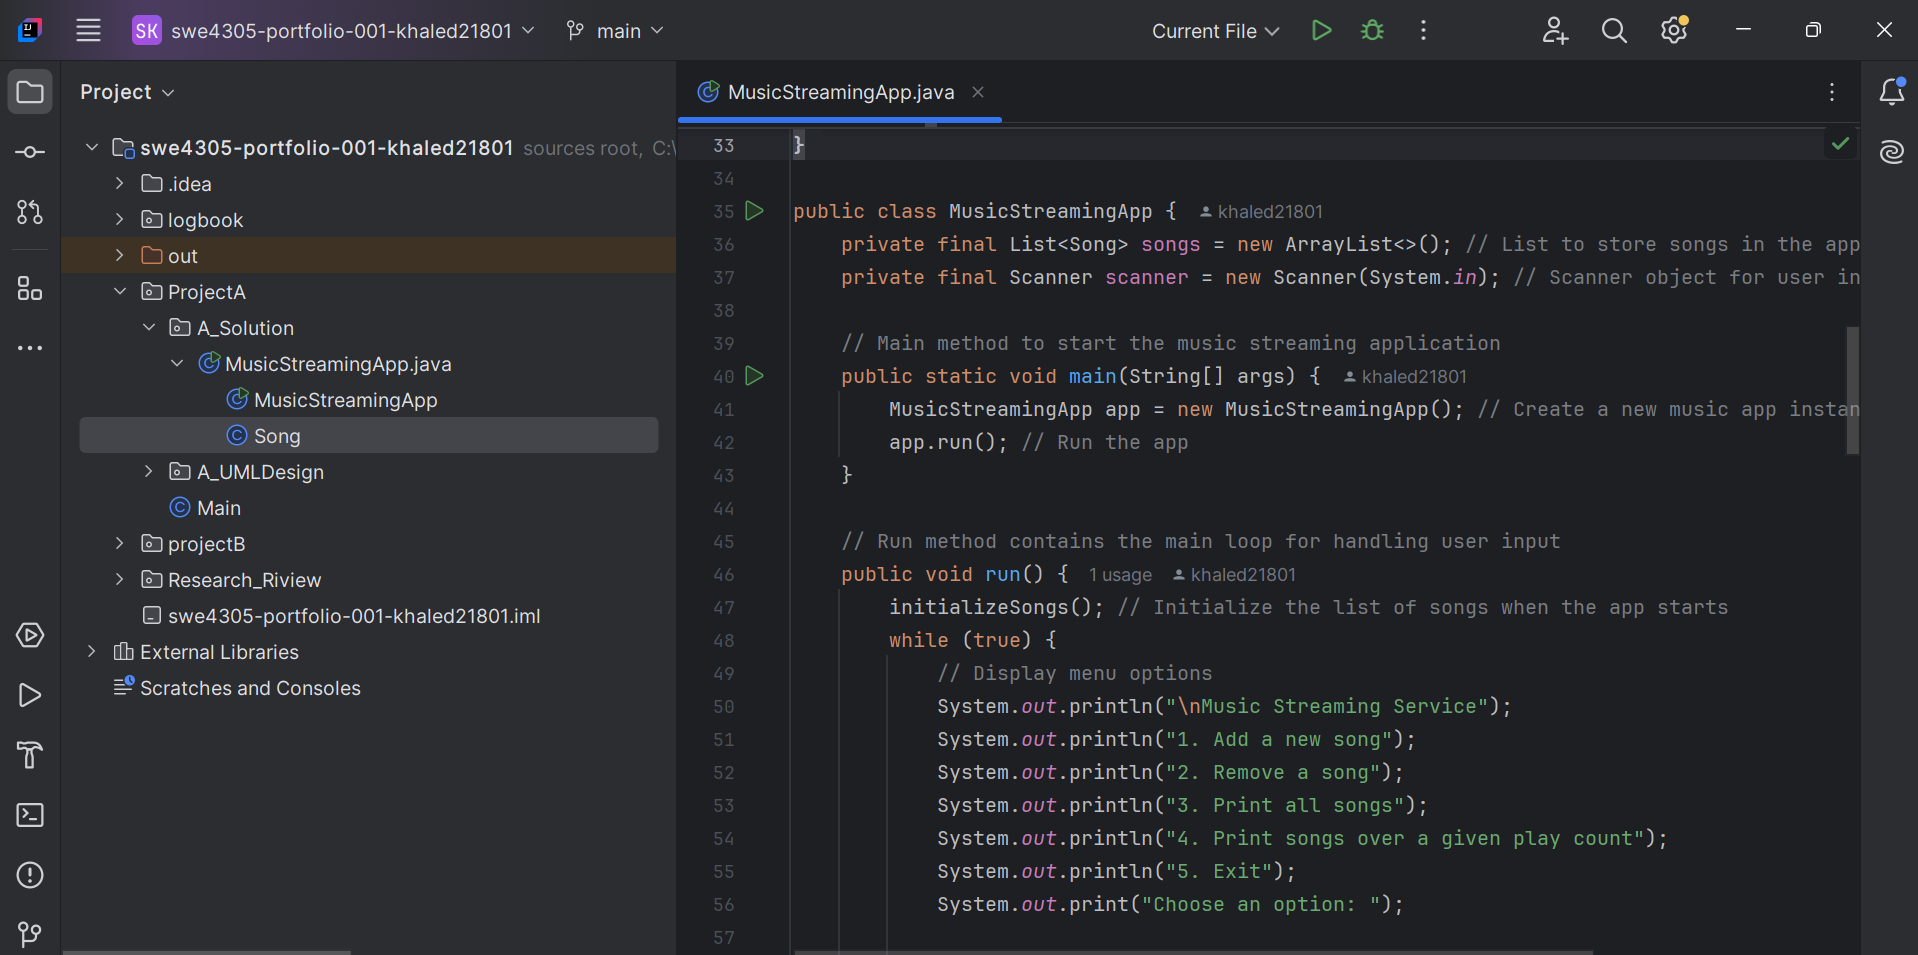 SK swe4305-portfolio-001-khaled21801 main Current File
Project
swe4305-portfolio-001-khaled21801 sources root, C:\
.idea
logbook
out
ProjectA
A_Solution
MusicStreamingApp.java
MusicStreamingApp
Song
A_UMLDesign
Main
projectB
Research_Riview
swe4305-portfolio-001-khaled21801.iml
External Libraries
Scratches and Consoles
MusicStreamingApp.java
33 }
34
35 public class MusicStreamingApp { khaled21801
36 private final List<Song> songs = new ArrayList<>(); // List to store songs in the app
37 private final Scanner scanner = new Scanner(System.in); // Scanner object for user in
38
39 // Main method to start the music streaming application
40 public static void main(String[] args) { khaled21801
41 MusicStreamingApp app = new MusicStreamingApp(); // Create a new music app instan
42 app.run(); // Run the app
43 }
44
45 // Run method contains the main loop for handling user input
46 public void run() { 1 usage khaled21801
47 initializeSongs(); // Initialize the list of songs when the app starts
48 while (true) {
49 // Display menu options
50 System.out.println("\nMusic Streaming Service");
51 System.out.println("1. Add a new song");
52 System.out.println("2. Remove a song");
53 System.out.println("3. Print all songs");
54 System.out.println("4. Print songs over a given play count");
55 System.out.println("5. Exit");
56 System.out.print("Choose an option: ");
57